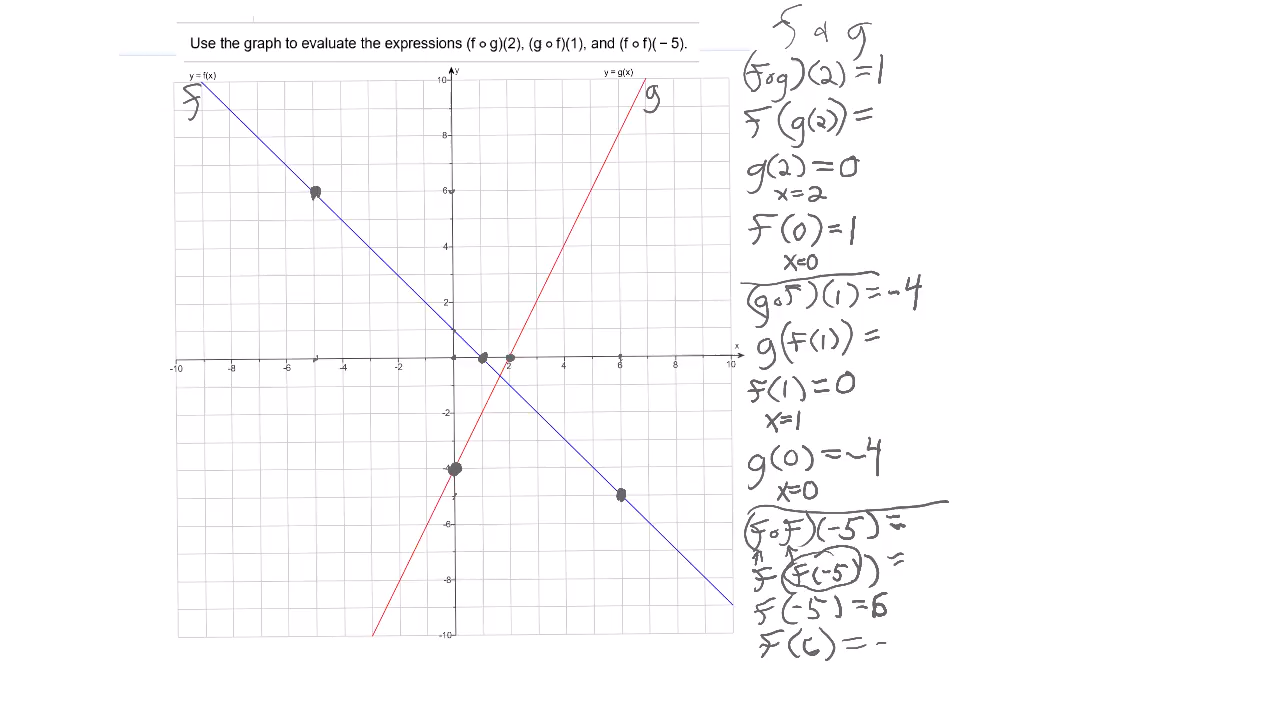 Use the graph to evaluate the expressions (f ∘ g)(2), (g ∘ f)(1), and (f ∘ f)( − 5).
y = f(x)
y
y = g(x)
f
g
10
8
6
4
2
x
-10
-8
-6
-4
-2
2
4
6
8
10
-2
-4
-6
-8
-10
f & g
(f∘g)(2) = 1
f(g(2)) =
g(2) = 0
x=2
f(0) = 1
x=0
(g∘f)(1) = -4
g(f(1)) =
f(1) = 0
x=1
g(0) = -4
x=0
(f∘f)(-5) =
f(f(-5)) =
f(-5) = 6
f(6) = -